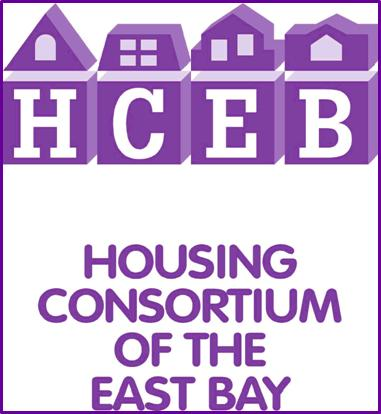 HCEB
HOUSING
CONSORTIUM
OF THE
EAST BAY